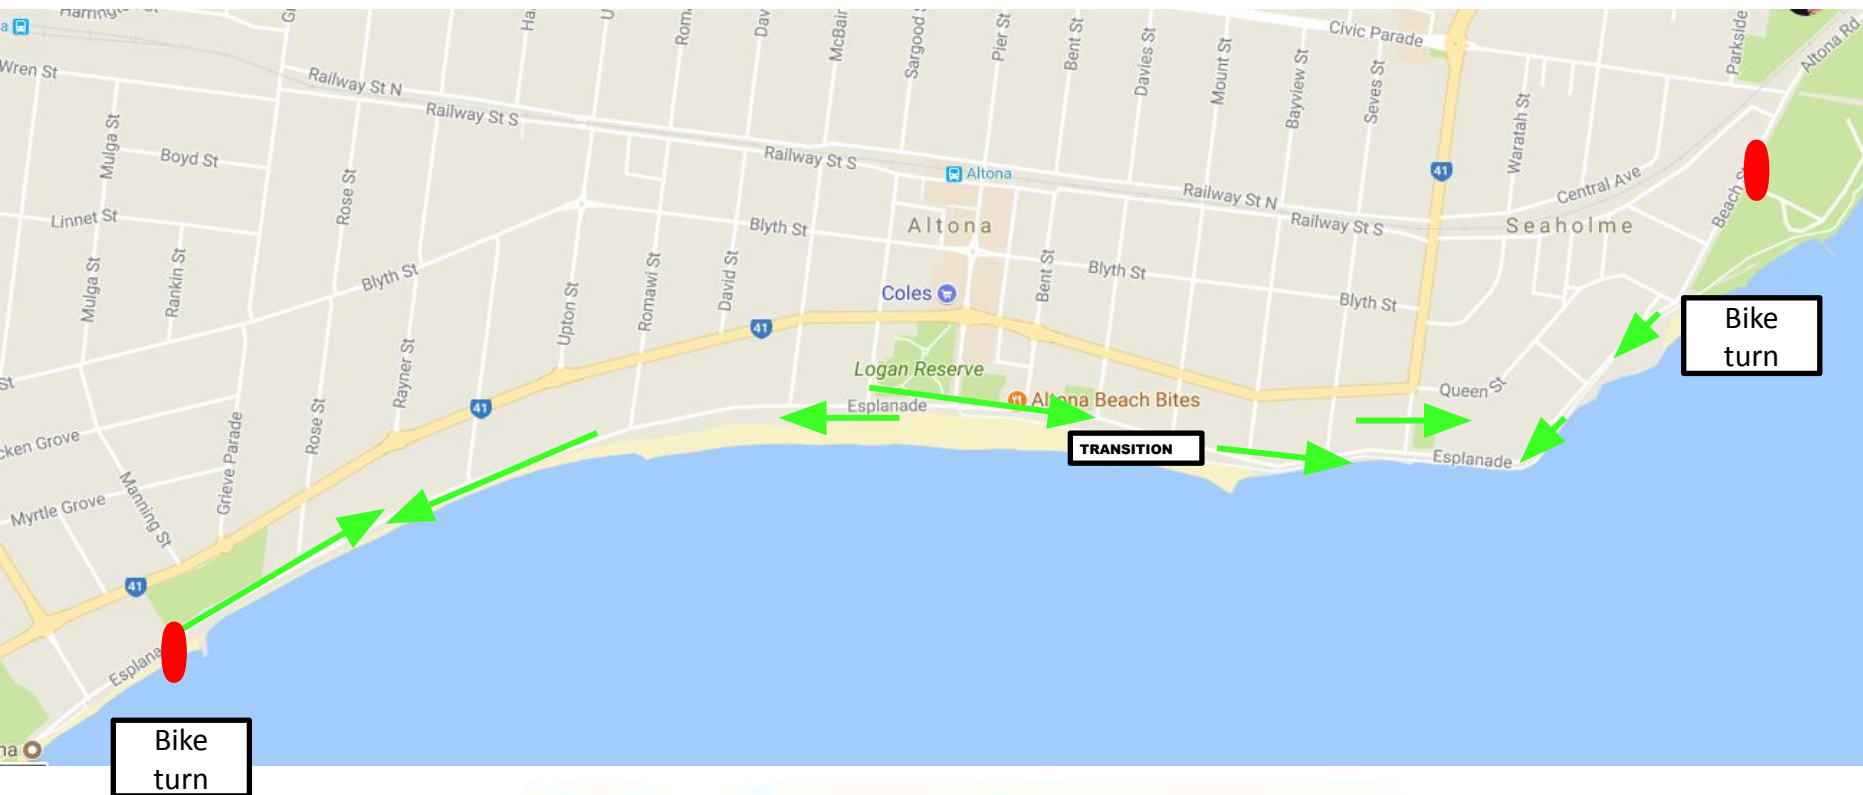 Civic Parade
Parkside
Altona Rd
Wren St
Railway St N
Railway St S
McBain
Sargood
Pier St
Bent St
Davies St
Mount St
Bayview St
Seves St
Waratah St
41
Mulga St
Boyd St
Rose St
Railway St S
Altona
Railway St N
Central Ave
Beach St
Linnet St
Blyth St
Altona
Railway St S
Seaholme
Mulga St
Rankin St
Blyth St
Upton St
Romawi St
David St
Coles
Bent St
Blyth St
Blyth St
41
Bike
turn
Rayner St
Logan Reserve
Queen St
41
Esplanade
Altona Beach Bites
Grieve Parade
Rose St
TRANSITION
Esplanade
Myrtle Grove
Manning St
41
Bike
turn